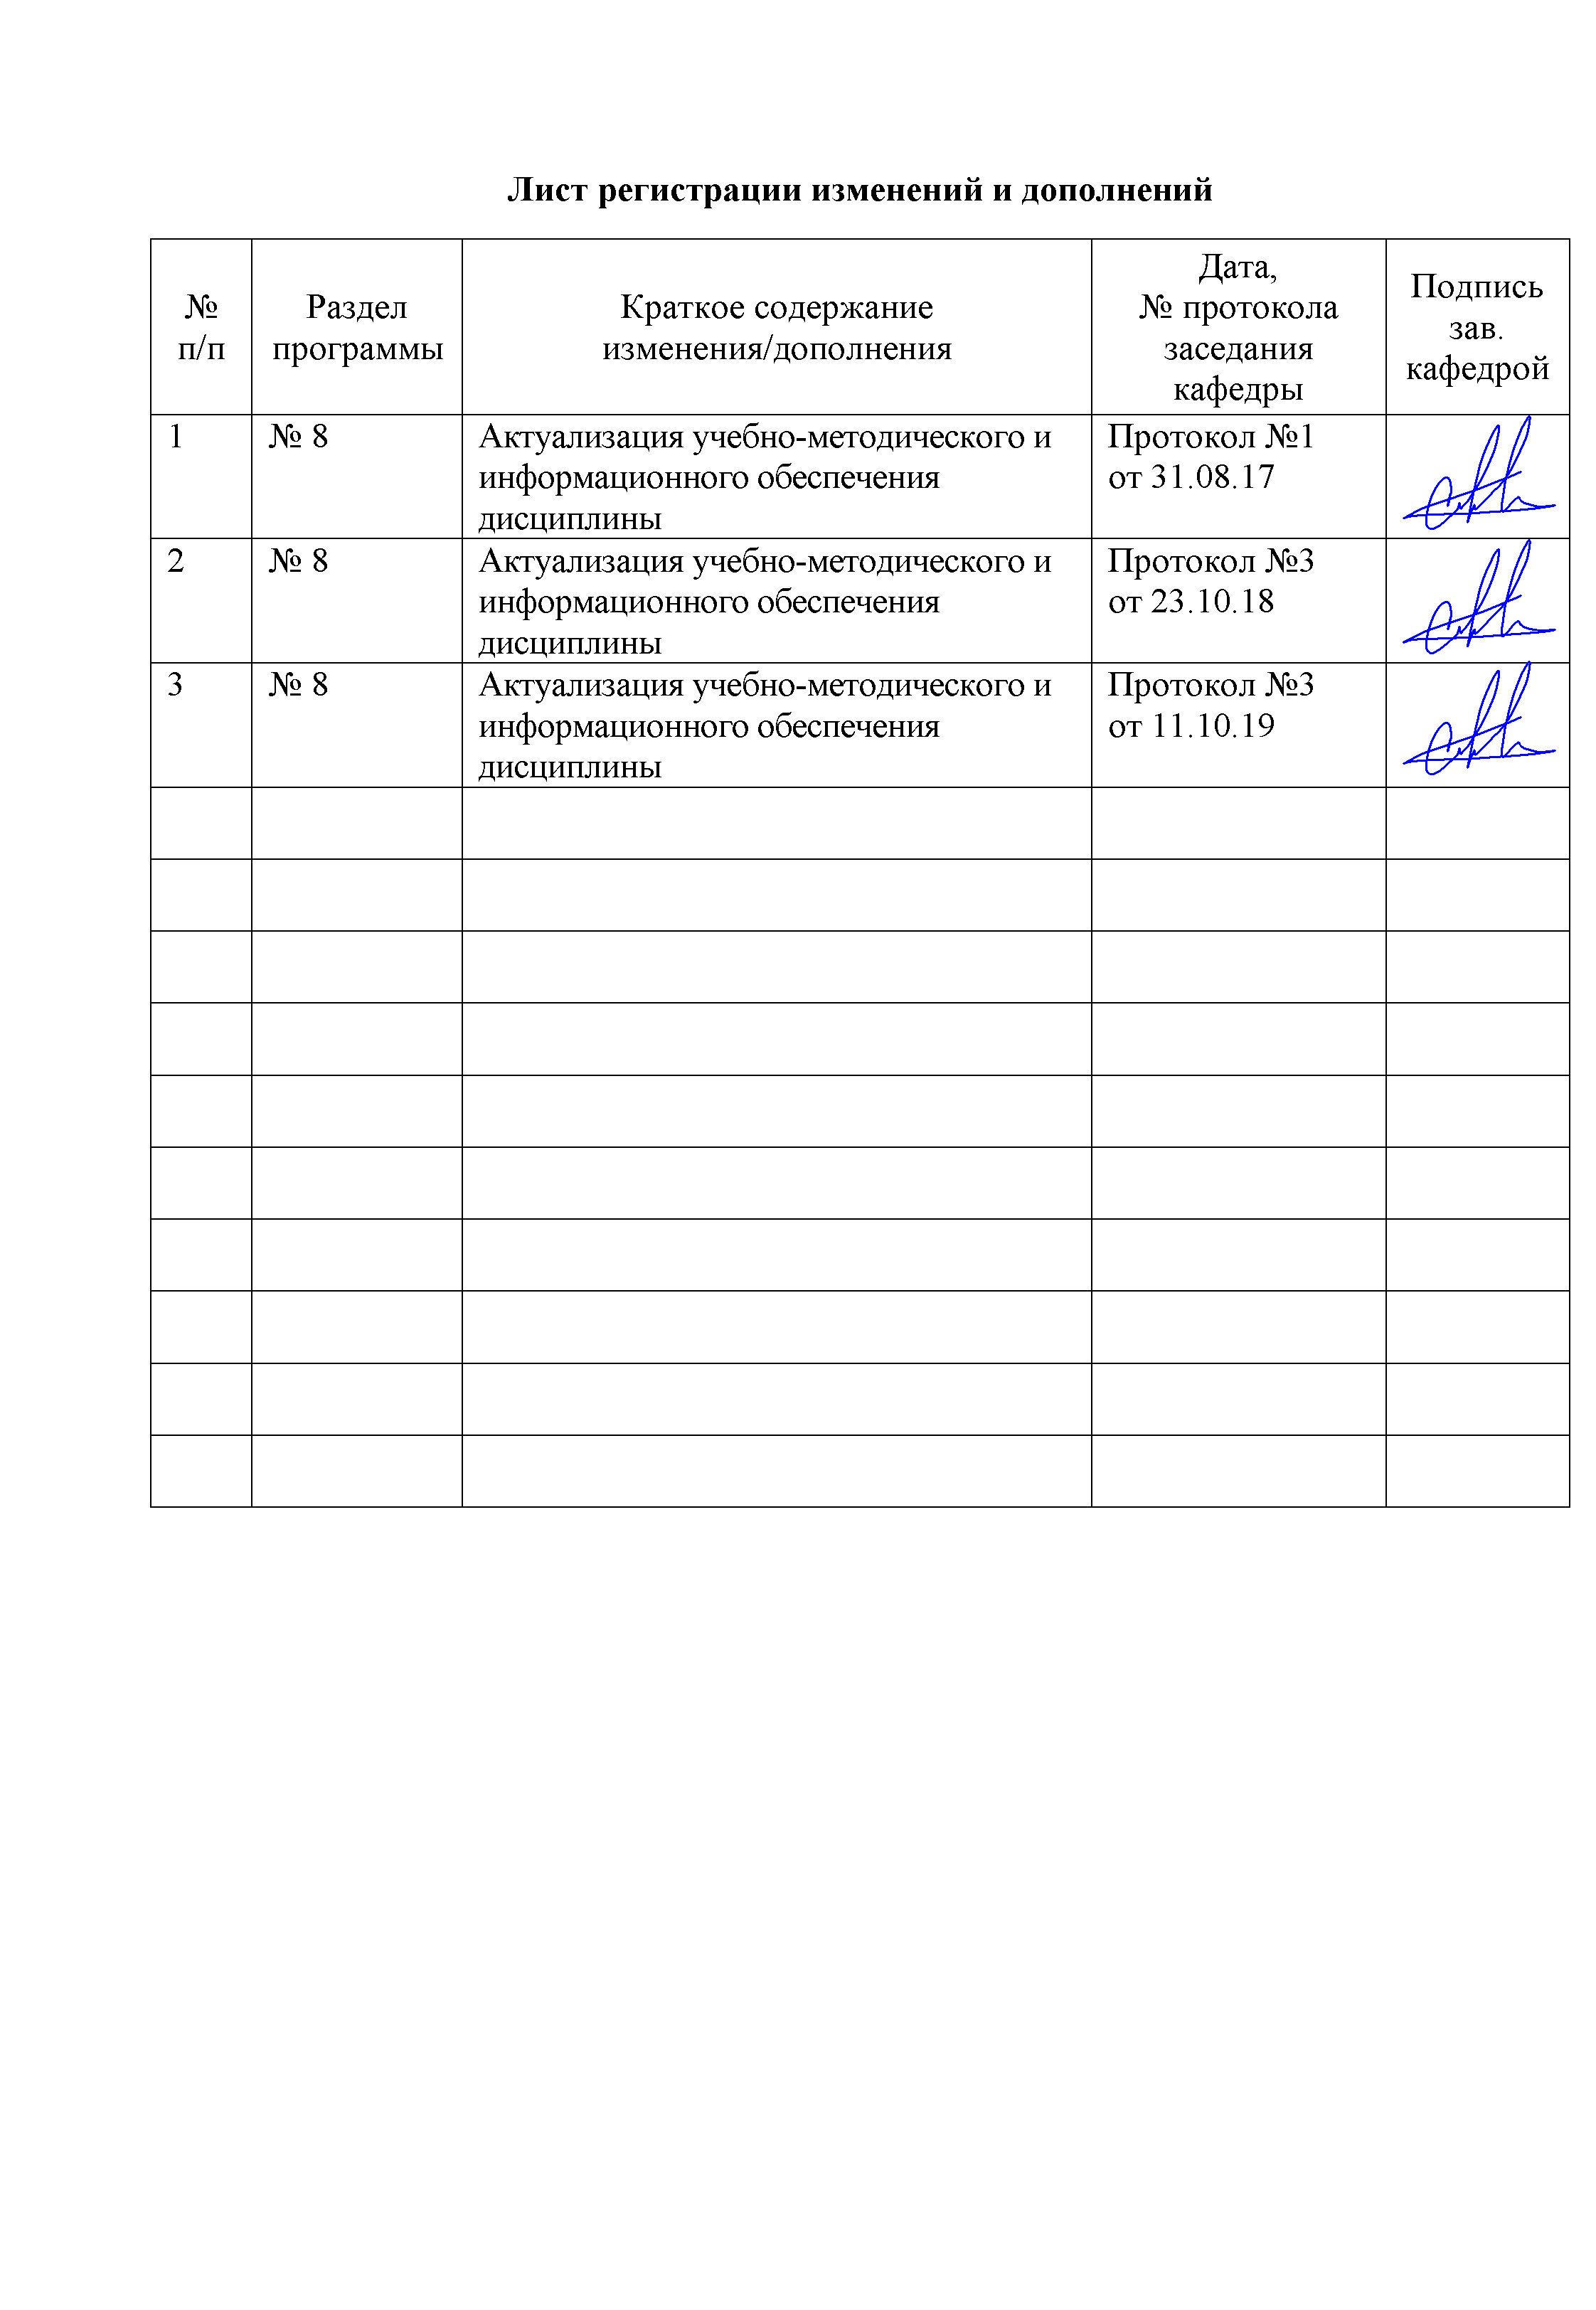 Лист регистрации изменений и дополнений
№
п/п
Раздел
программы
Краткое содержание
изменения/дополнения
Дата,
№ протокола
заседания
кафедры
Подпись
зав.
кафедрой
1
№ 8
Актуализация учебно-методического и
информационного обеспечения
дисциплины
Протокол №1
от 31.08.17
2
№ 8
Актуализация учебно-методического и
информационного обеспечения
дисциплины
Протокол №3
от 23.10.18
3
№ 8
Актуализация учебно-методического и
информационного обеспечения
дисциплины
Протокол №3
от 11.10.19